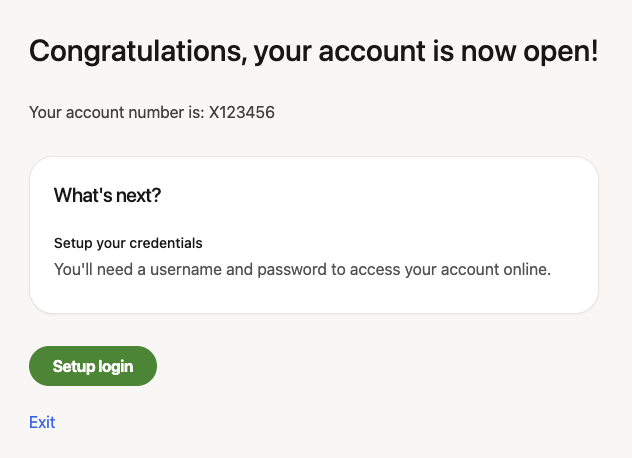 Congratulations, your account is now open!
Your account number is: X123456
What's next?
Setup your credentials
You'll need a username and password to access your account online.
Setup login
Exit